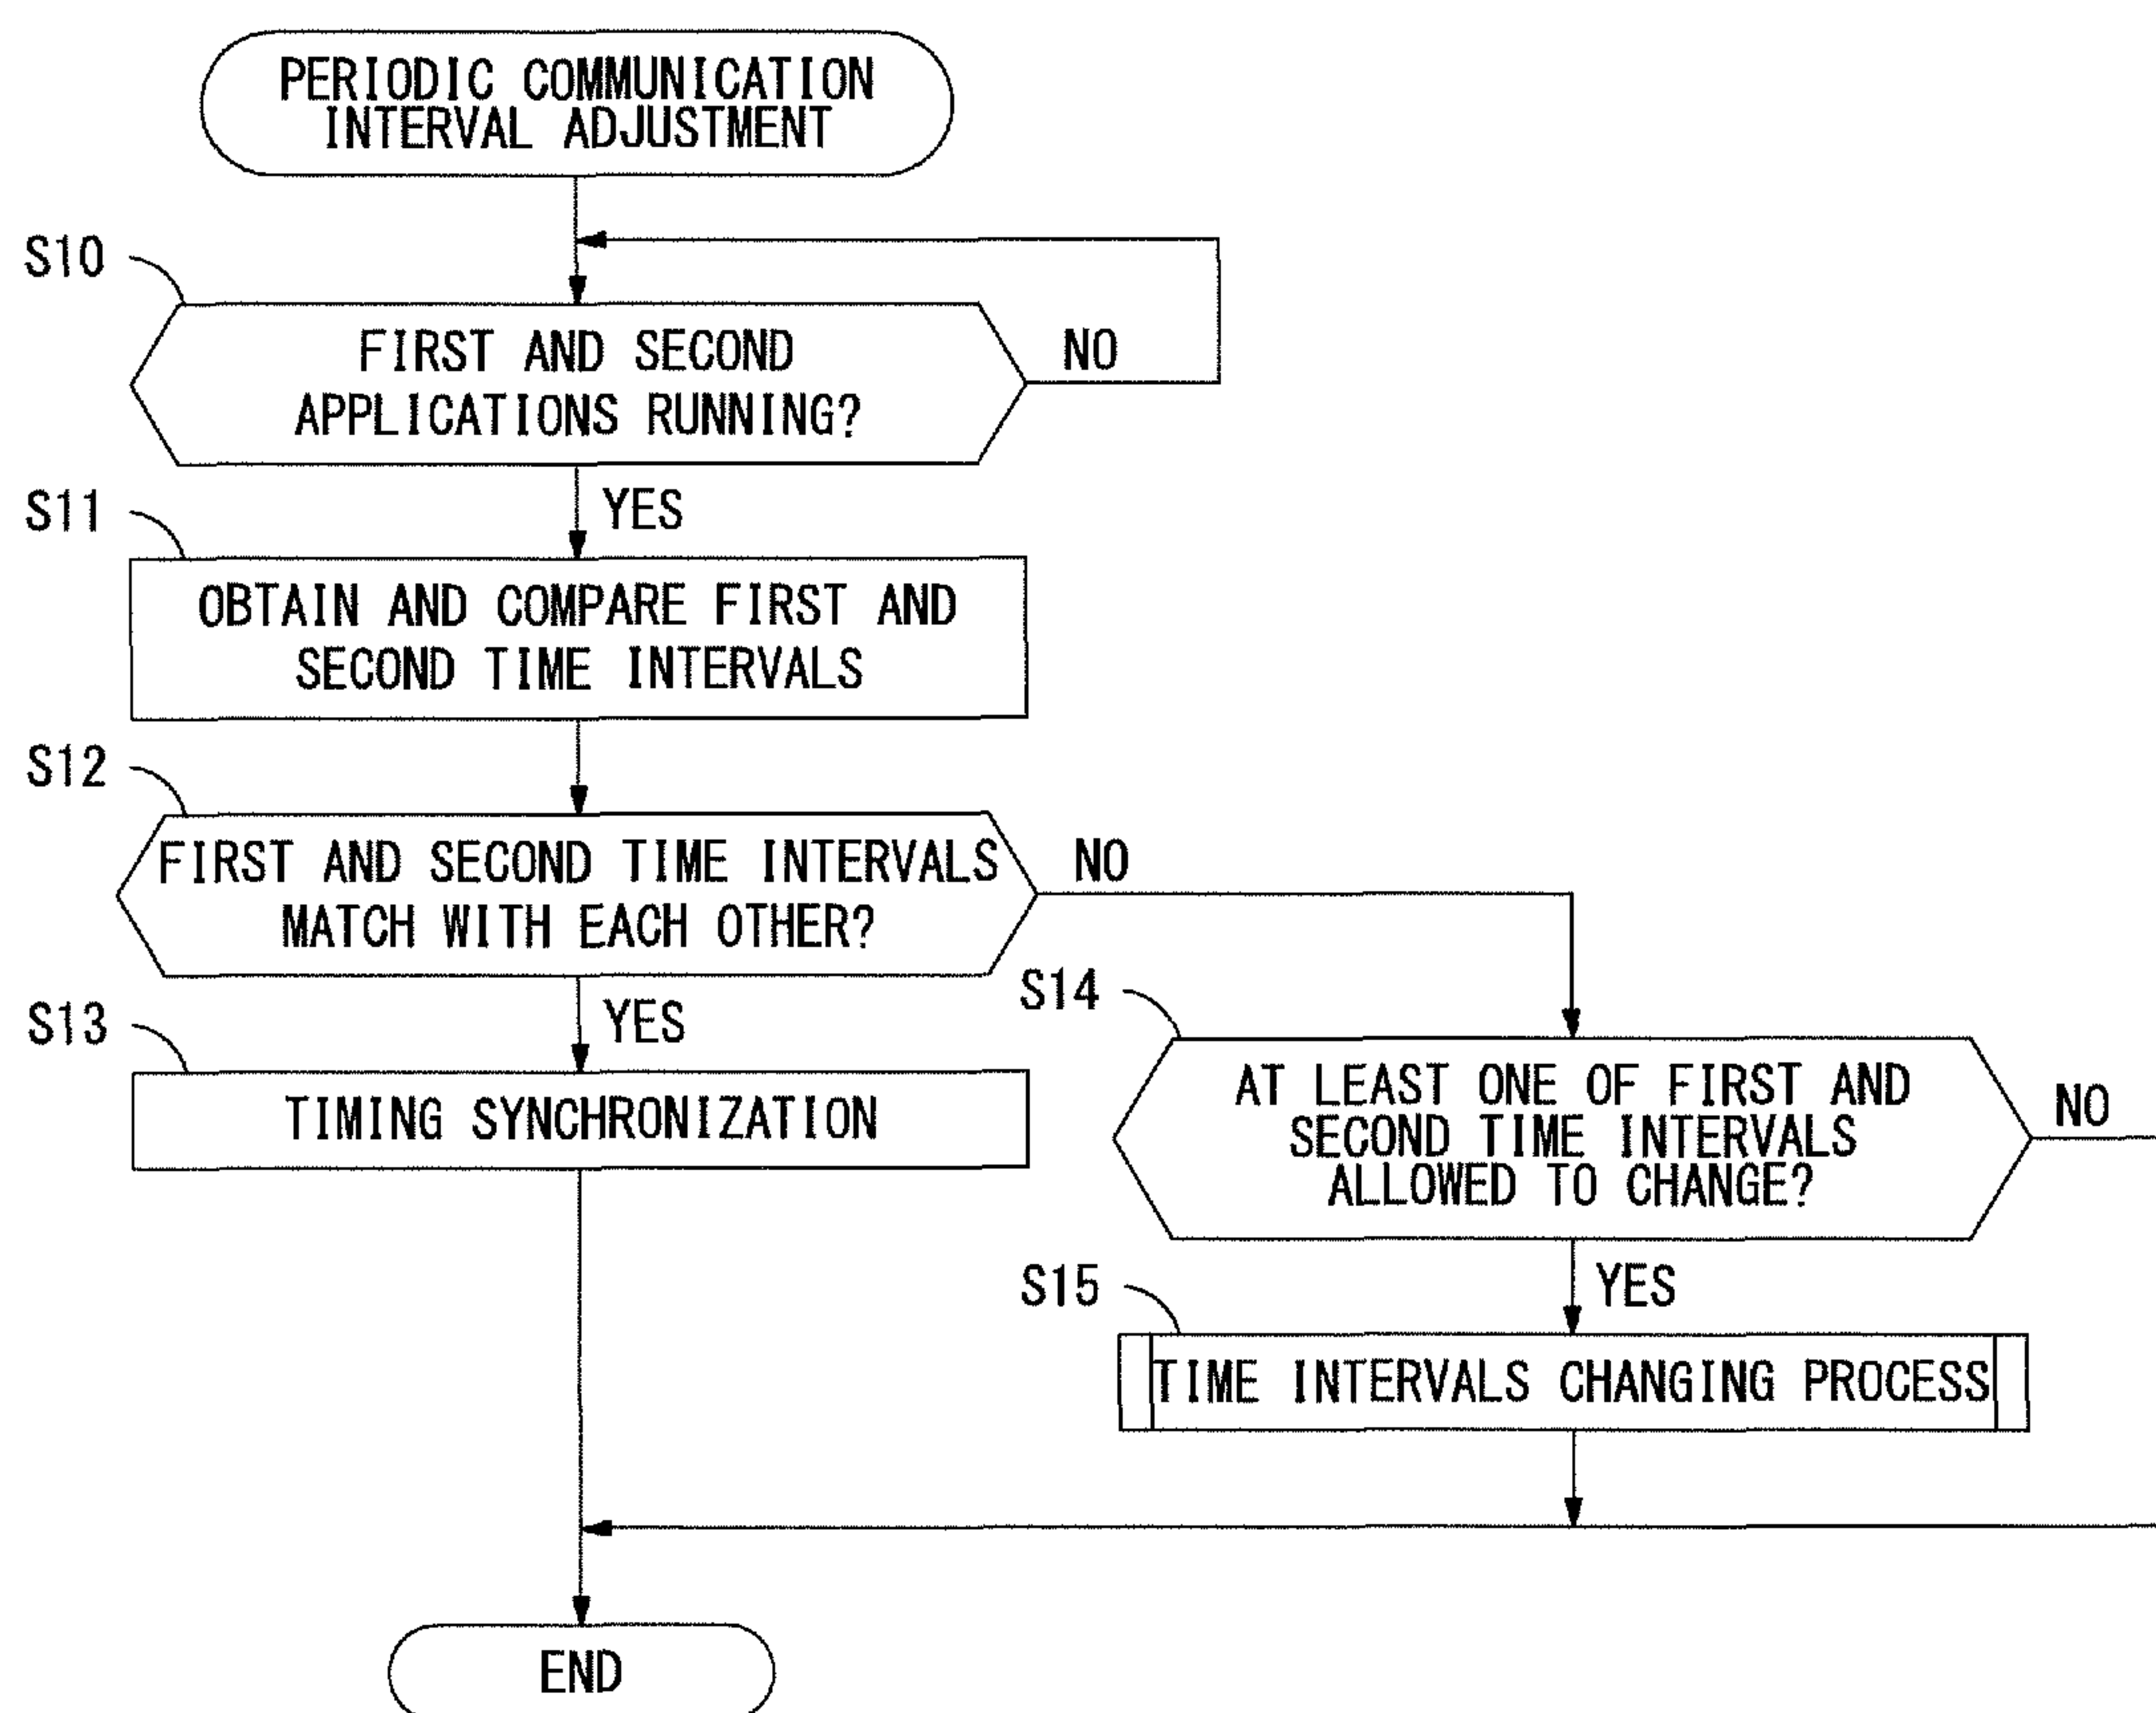 PERIODIC COMMUNICATION
INTERVAL ADJUSTMENT
S10
FIRST AND SECOND
APPLICATIONS RUNNING?
NO
YES
S11
OBTAIN AND COMPARE FIRST AND
SECOND TIME INTERVALS
S12
FIRST AND SECOND TIME INTERVALS
MATCH WITH EACH OTHER?
NO
YES
S13
TIMING SYNCHRONIZATION
S14
AT LEAST ONE OF FIRST AND
SECOND TIME INTERVALS
ALLOWED TO CHANGE?
NO
YES
S15
TIME INTERVALS CHANGING PROCESS
END